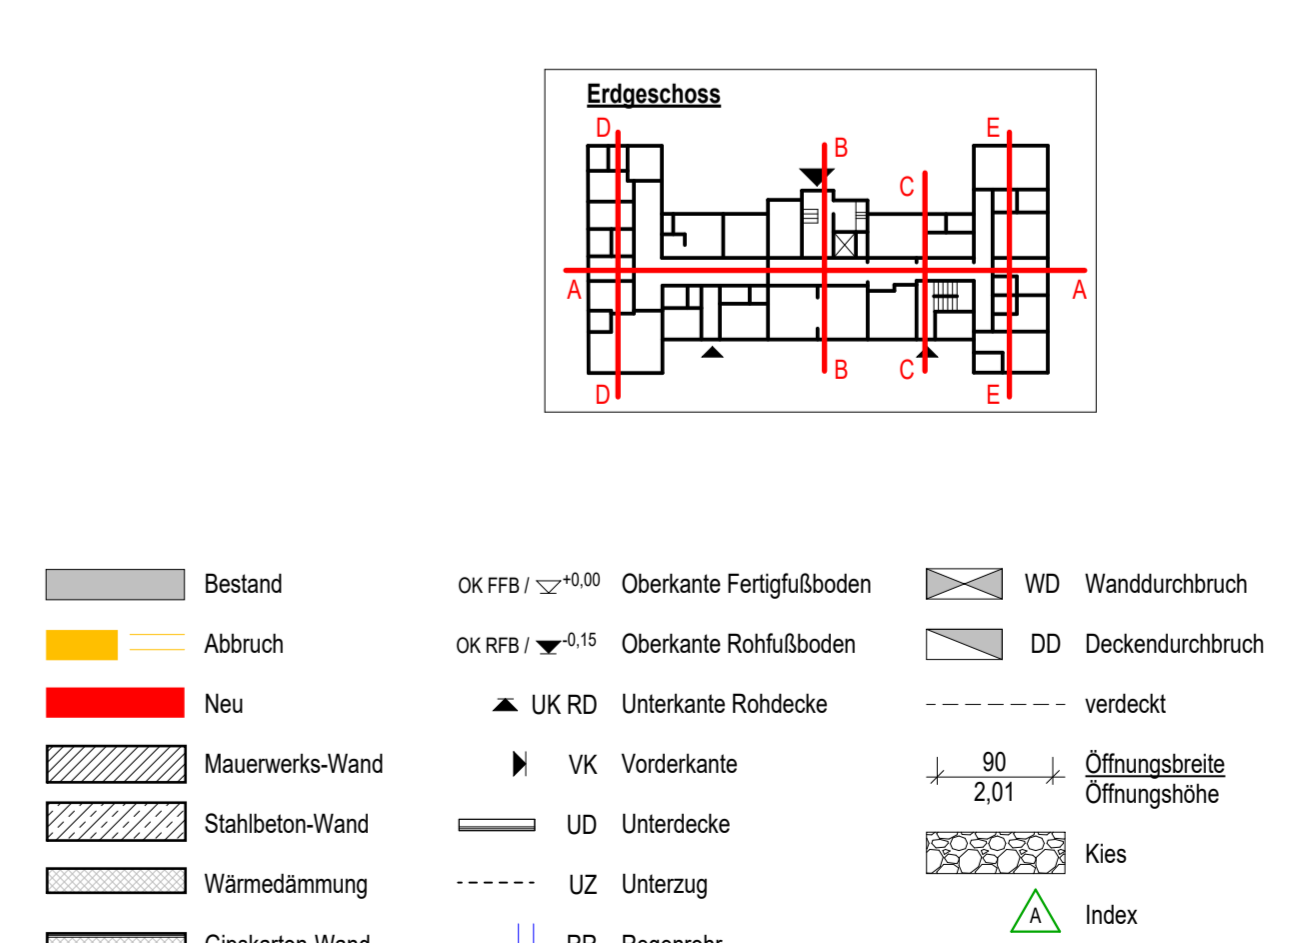 Erdgeschoss
D
E
B
C
A
A
B
C
D
E
Bestand
OK FFB / +0,00
Oberkante Fertigfußboden
WD
Wanddurchbruch
Abbruch
OK RFB / -0,15
Oberkante Rohfußboden
DD
Deckendurchbruch
Neu
UK RD
Unterkante Rohdecke
verdeckt
Mauerwerks-Wand
VK
Vorderkante
90
2,01
Öffnungsbreite
Öffnungshöhe
Stahlbeton-Wand
UD
Unterdecke
Kies
Wärmedämmung
UZ
Unterzug
A
Index